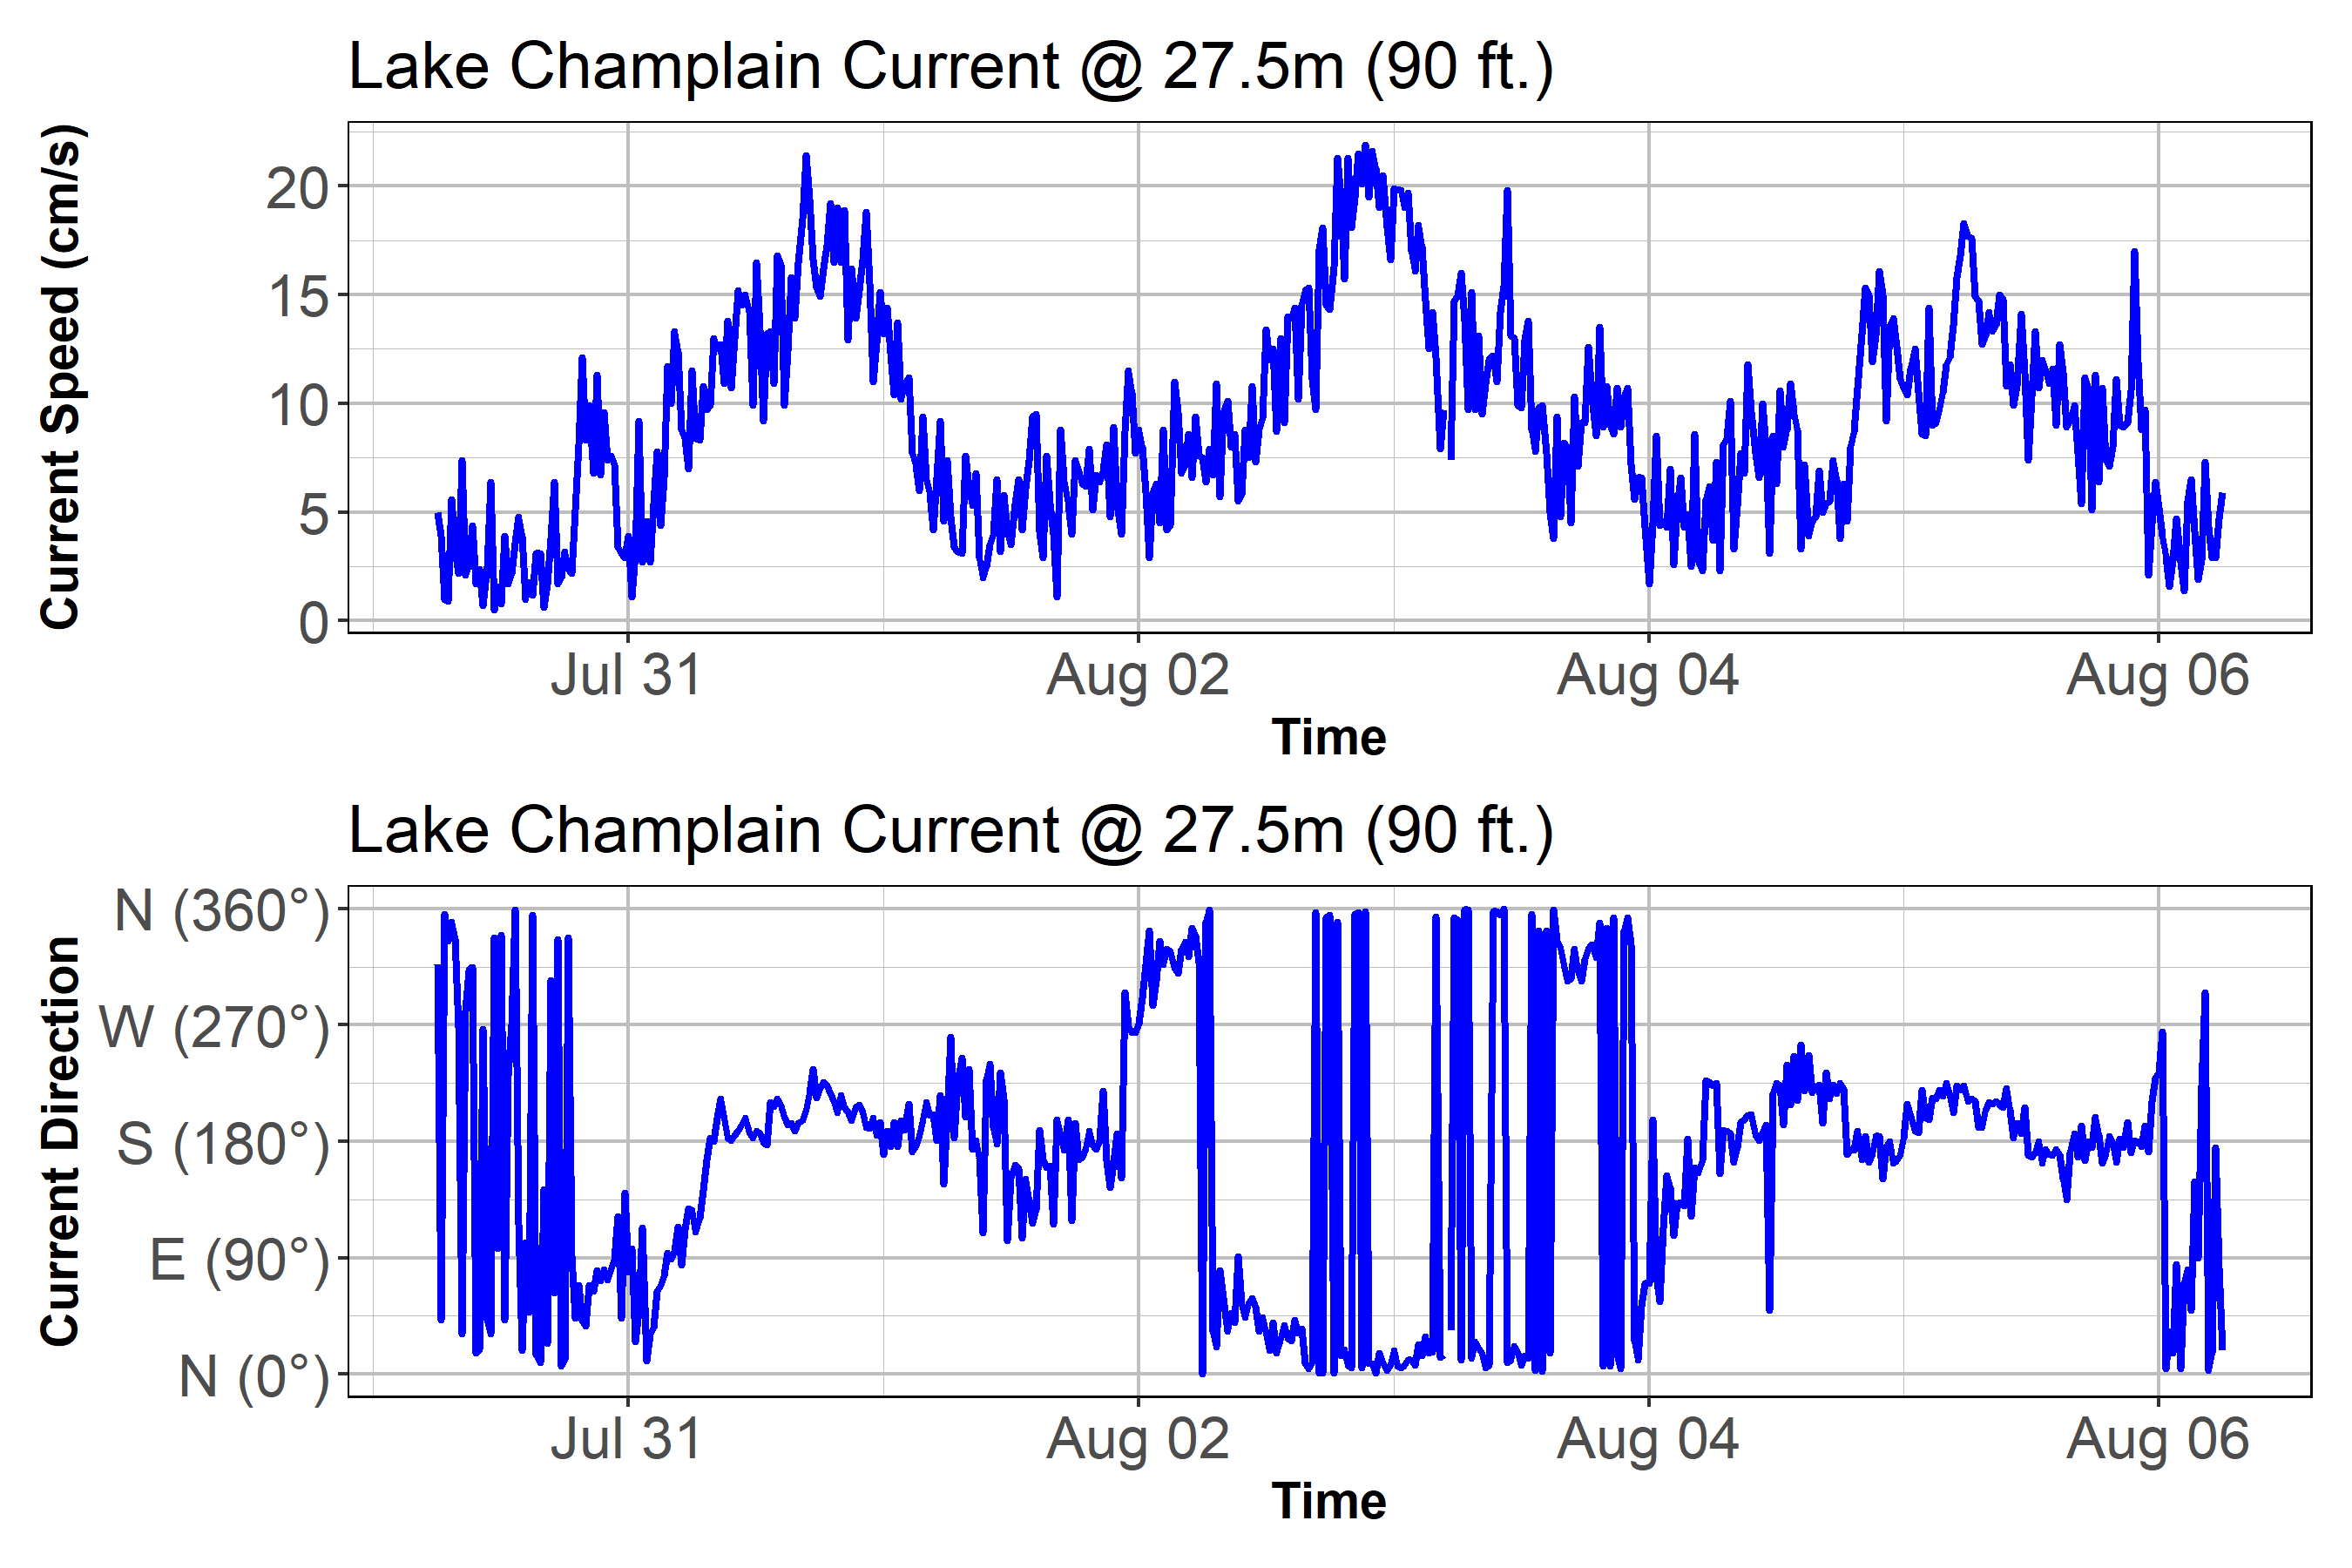 Lake Champlain Current @ 27.5m (90 ft.)
Current Speed (cm/s)
20
15
10
5
0
Jul 31 Aug 02 Aug 04 Aug 06
Time
Lake Champlain Current @ 27.5m (90 ft.)
Current Direction
N (360°)
W (270°)
S (180°)
E (90°)
N (0°)
Jul 31 Aug 02 Aug 04 Aug 06
Time